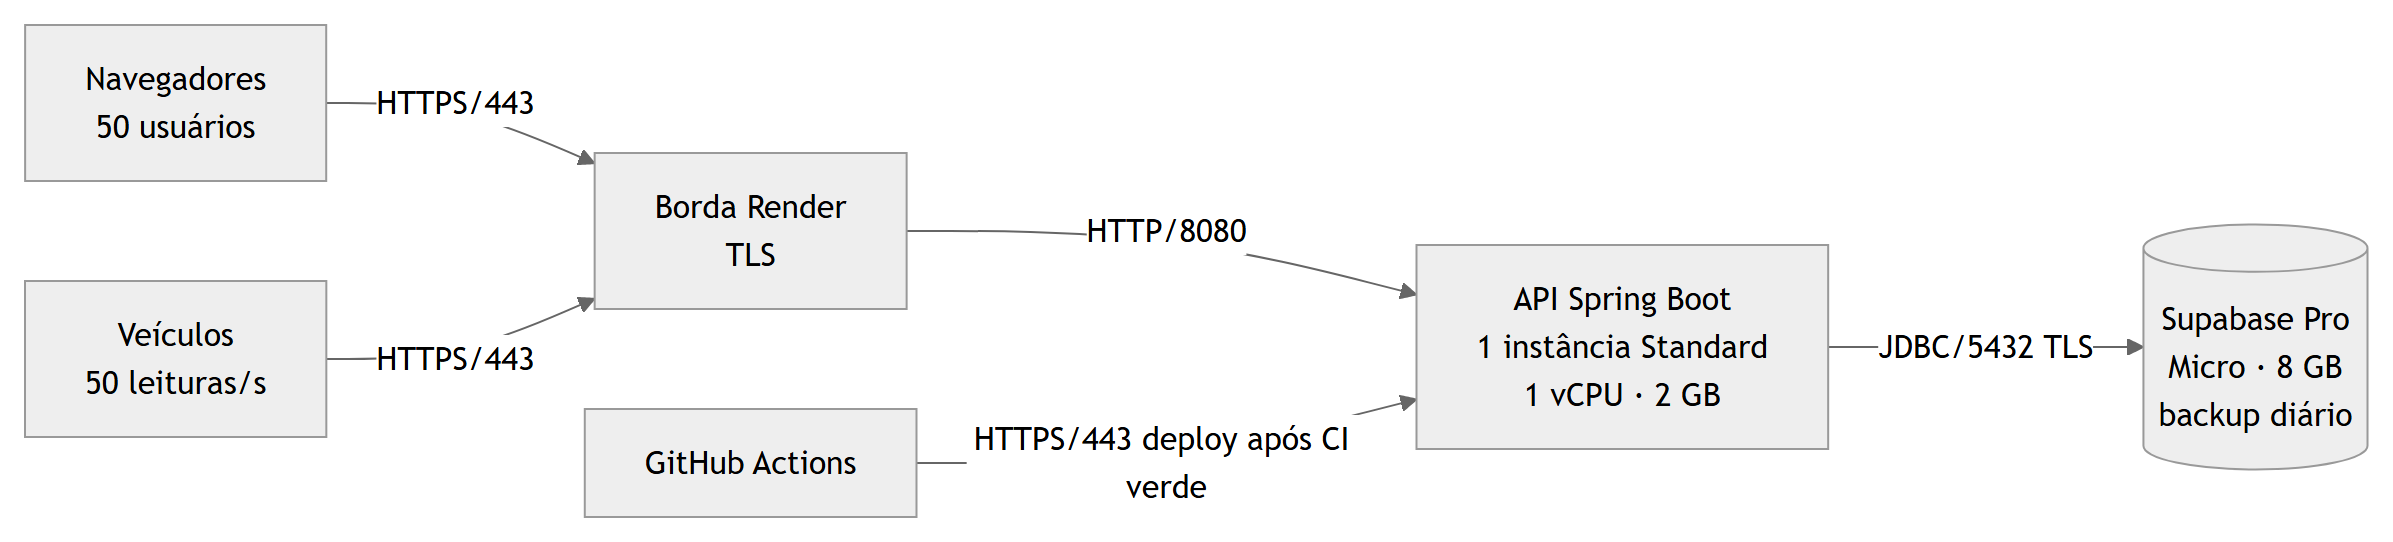 Navegadores
50 usuários
HTTPS/443
Veículos
50 leituras/s
HTTPS/443
Borda Render
TLS
GitHub Actions
HTTP/8080
HTTPS/443 deploy após CI
verde
API Spring Boot
1 instância Standard
1 vCPU · 2 GB
JDBC/5432 TLS
Supabase Pro
Micro · 8 GB
backup diário